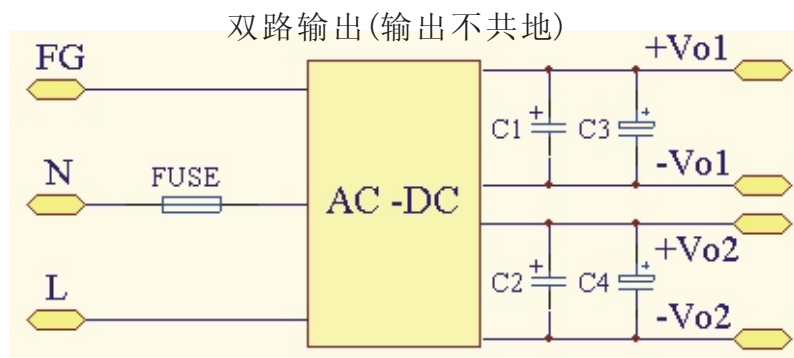 双路输出(输出不共地)
FG
+Vo1
C1
+
C3
+
N
FUSE
AC -DC
-Vo1
+Vo2
C2
+
C4
+
L
-Vo2